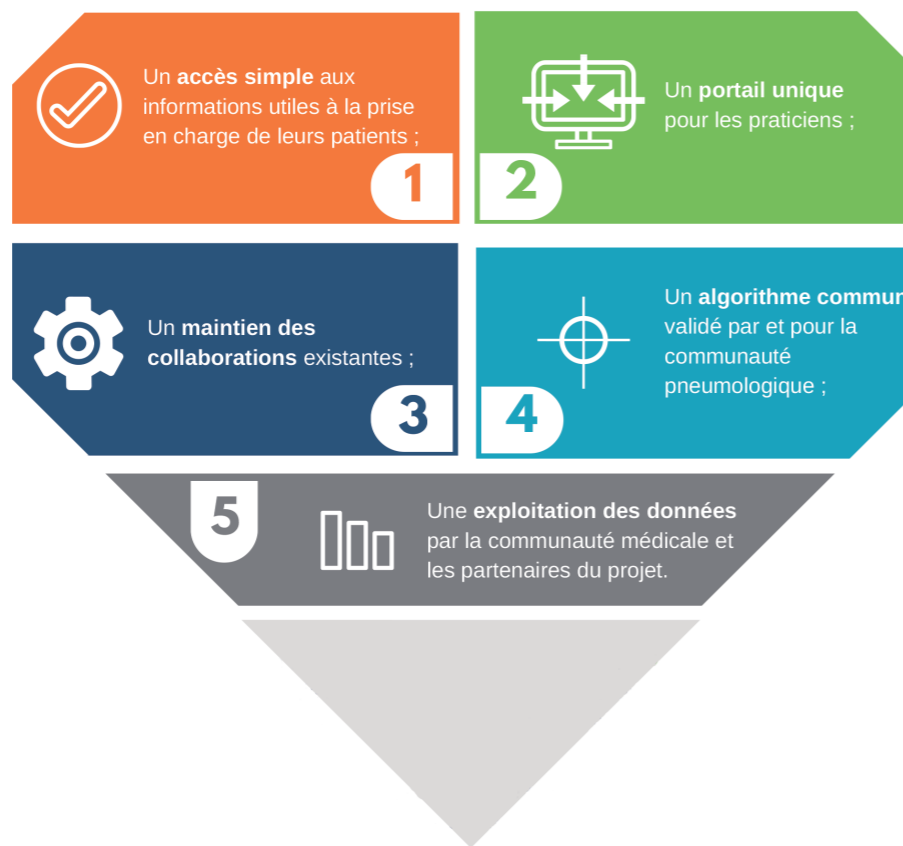 Un accès simple aux
informations utiles à la prise
en charge de leurs patients ;
1
Un portail unique
pour les praticiens ;
2
Un maintien des
collaborations existantes ;
3
Un algorithme commun
validé par et pour la
communauté
pneumologique ;
4
5
Une exploitation des données
par la communauté médicale et
les partenaires du projet.